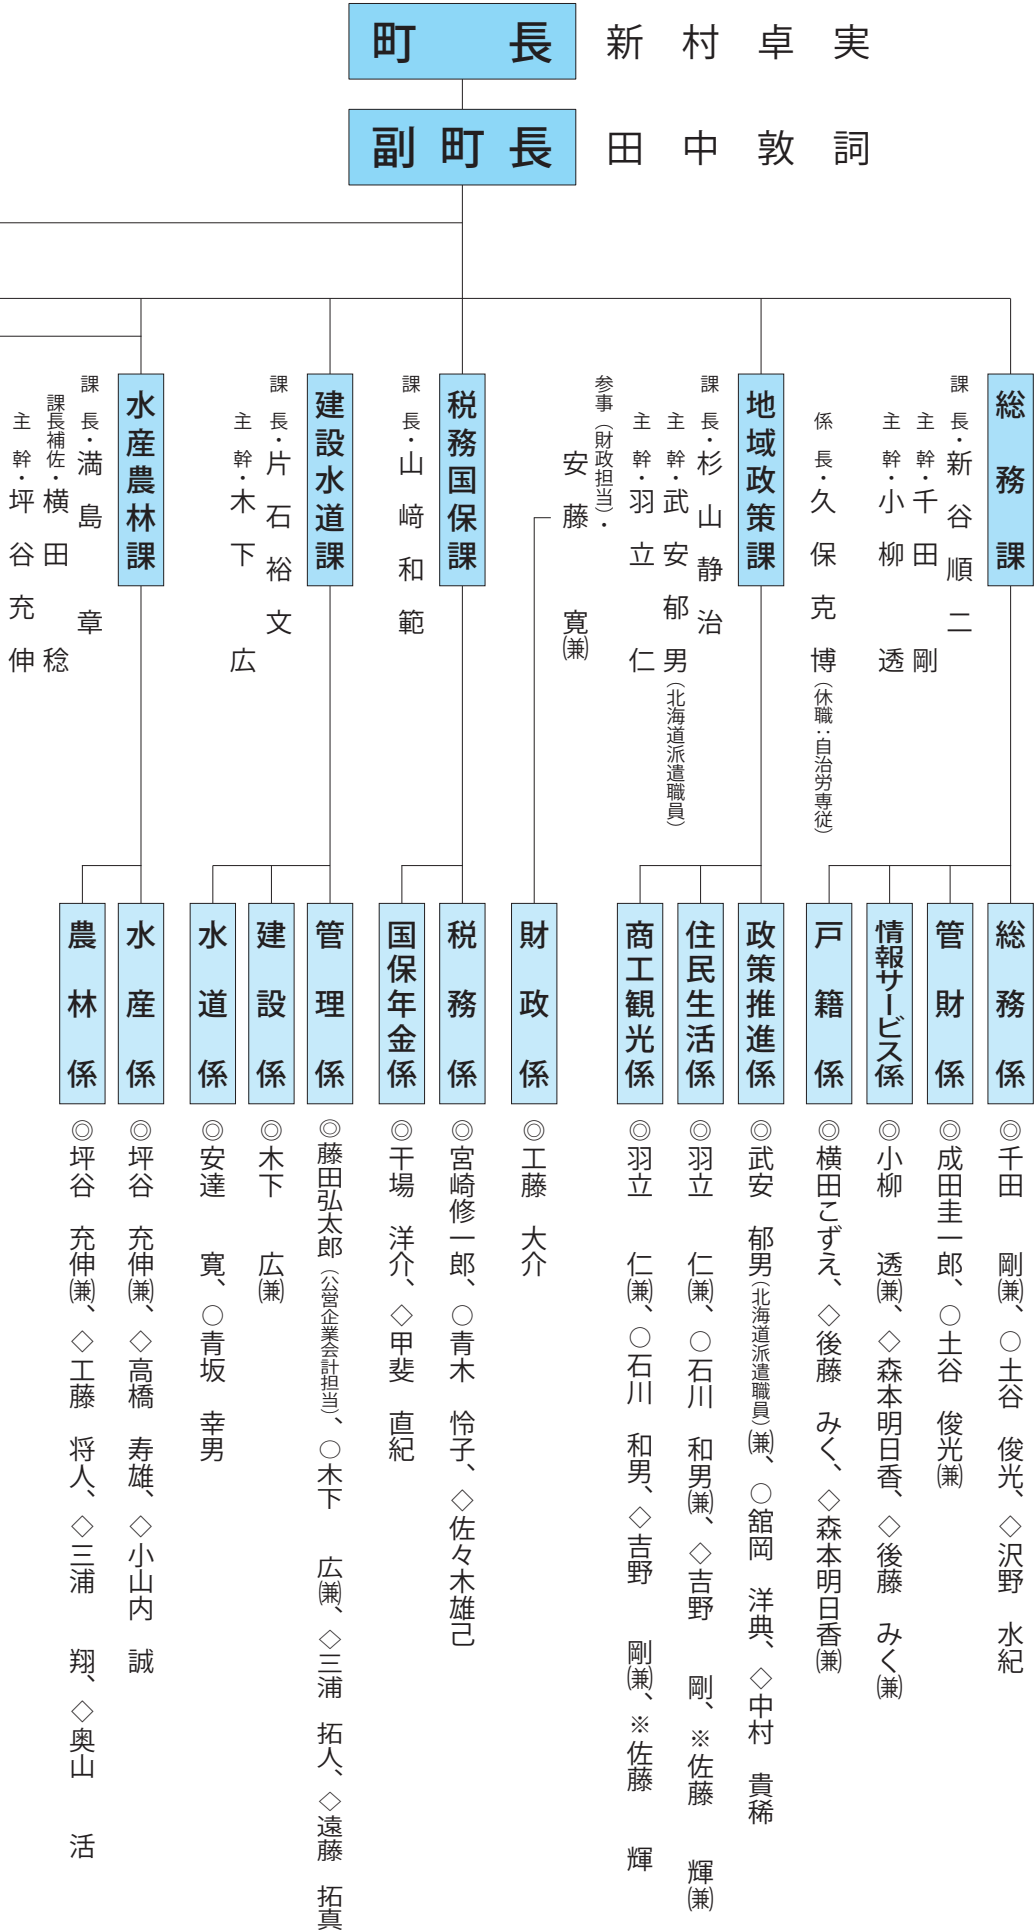 町長　新村卓実
副町長　田中敦詞
総務課
課長・新谷順二
主幹・千田　剛
主幹・小柳　透
係長・久保克博（休職：自治労専従）
地域政策課
課長・杉山静治
主幹・武安郁男（北海道派遣職員）
主幹・羽立　仁
参事（財政担当）・
安藤　寛㈱
税務国保課
課長・山﨑和範
建設水道課
課長・片石裕文
主幹・木下　広
水産農林課
課長・満島　章
課長補佐・横田　稔
主幹・坪谷充伸
総務係
◎千田　剛(兼)、○土谷　俊光、◇沢野　水紀
管財係
◎成田圭一郎、○土谷　俊光(兼)
情報サービス係
◎小柳　透(兼)、◇森本明日香、◇後藤　みく(兼)
戸籍係
◎横田こずえ、◇後藤　みく、◇森本明日香(兼)
政策推進係
◎武安　郁男（北海道派遣職員）(兼)、○舘岡　洋典、◇中村　貴稀
住民生活係
◎羽立　仁(兼)、○石川　和男(兼)、◇吉野　剛、※佐藤　輝(兼)
商工観光係
◎羽立　仁(兼)、○石川　和男、◇吉野　剛(兼)、※佐藤　輝
財政係
◎工藤　大介
税務係
◎宮崎修一郎、○青木　怜子、◇佐々木雄己
国保年金係
◎干場　洋介、◇甲斐　直紀
管理係
◎藤田弘太郎（公営企業会計担当）、○木下　広(兼)、◇三浦　拓人、◇遠藤　拓真
建設係
◎木下　広(兼)
水道係
◎安達　寛、○青坂　幸男
水産係
◎坪谷　充伸(兼)、◇高橋　寿雄、◇小山内　誠
農林係
◎坪谷　充伸(兼)、◇工藤　将人、◇三浦　翔、◇奥山　活